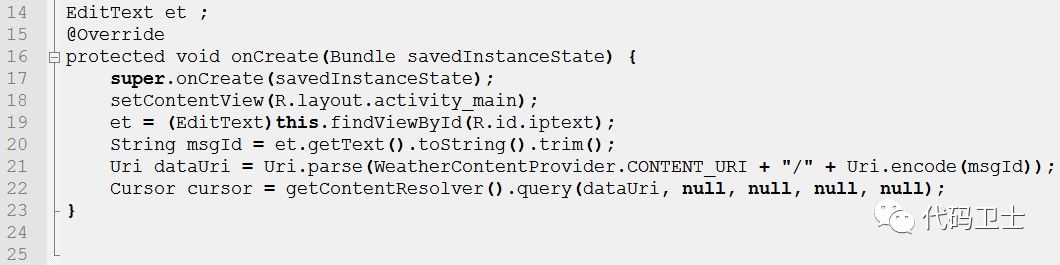 14 EditText et ;
15 @Override
16 protected void onCreate(Bundle savedInstanceState) {
17     super.onCreate(savedInstanceState);
18     setContentView(R.layout.activity_main);
19     et = (EditText)this.findViewById(R.id.iptext);
20     String msgId = et.getText().toString().trim();
21     Uri dataUri = Uri.parse(WeatherContentProvider.CONTENT_URI + "/" + Uri.encode(msgId));
22     Cursor cursor = getContentResolver().query(dataUri, null, null, null, null);
23 }
24
25
代码卫士